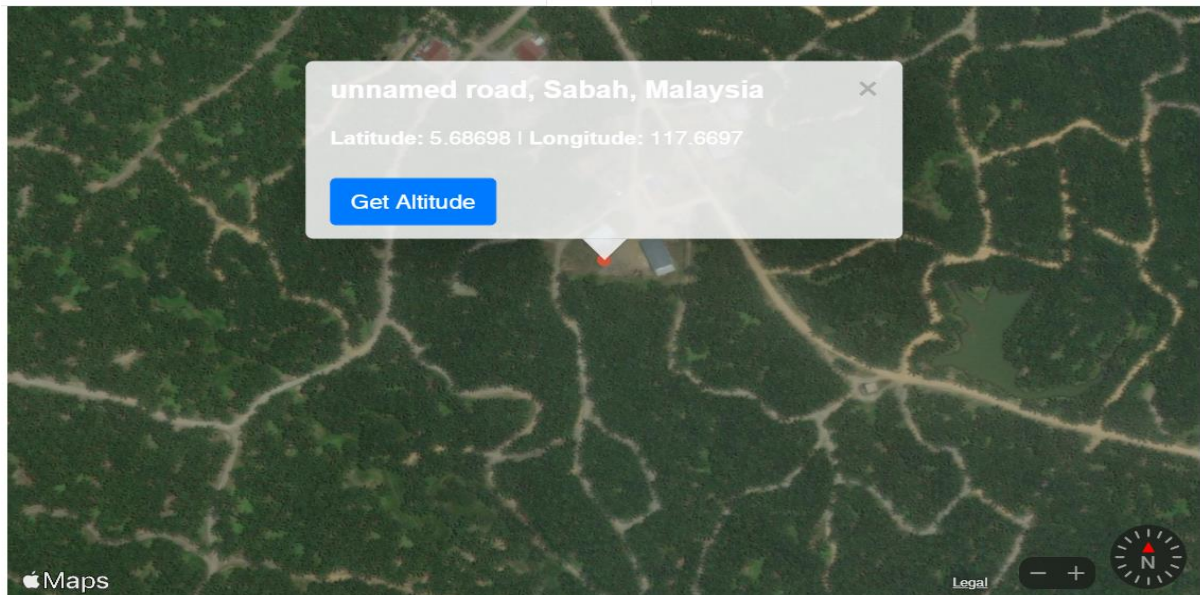 unnamed road, Sabah, Malaysia
×
Latitude: 5.68698 | Longitude: 117.6697
Get Altitude
Maps
Legal
− +
N